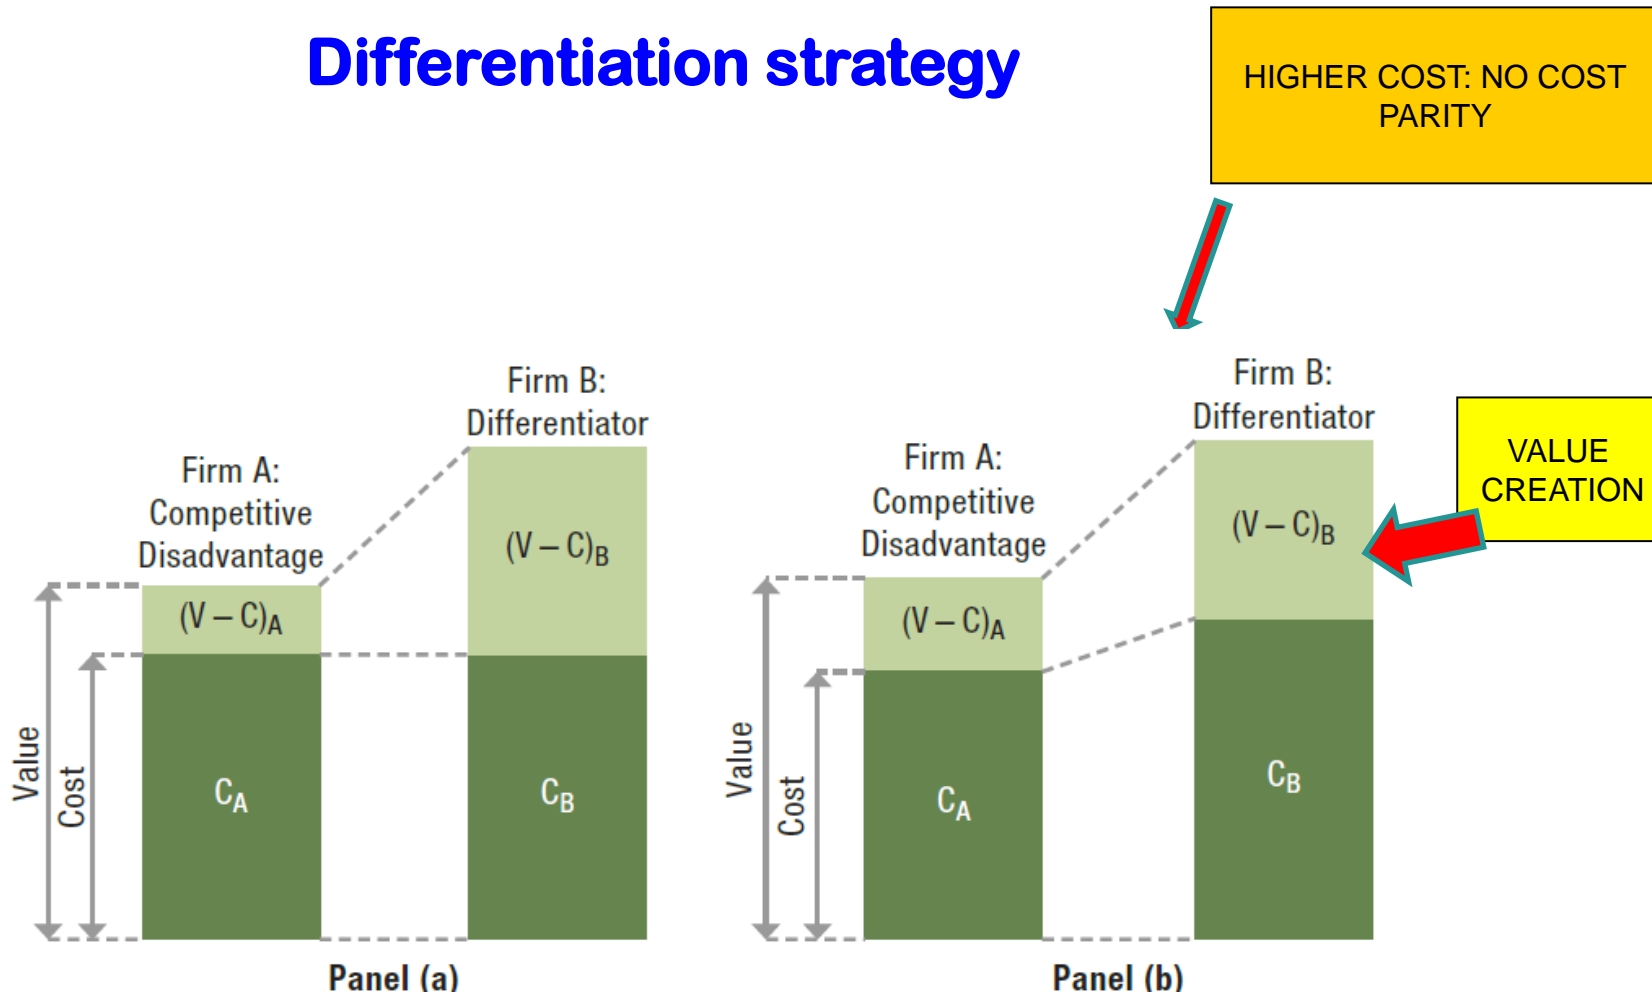 Differentiation strategy
HIGHER COST: NO COST
PARITY
Firm A:
Competitive
Disadvantage
Firm B:
Differentiator
(V – C)A
(V – C)B
Value
Cost
CA
CB
Panel (a)
Firm A:
Competitive
Disadvantage
Firm B:
Differentiator
VALUE
CREATION
(V – C)A
(V – C)B
Value
Cost
CA
CB
Panel (b)